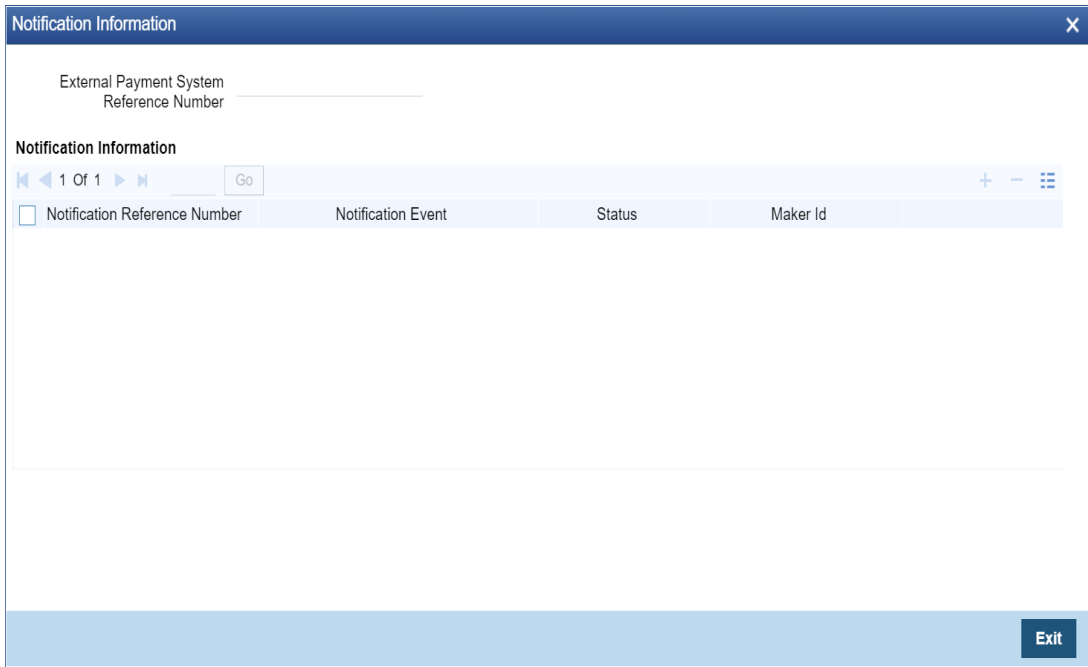 Notification Information
External Payment System
Reference Number
Notification Information
1 Of 1 Go
Notification Reference Number Notification Event Status Maker Id
Exit